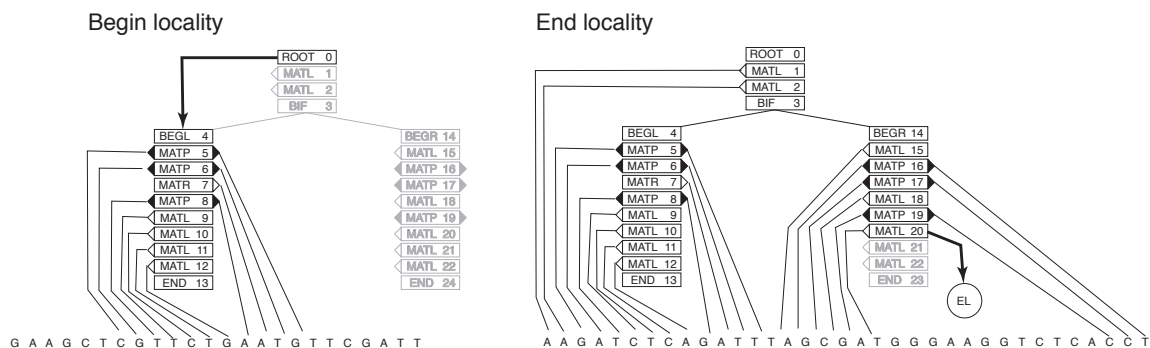 Begin locality
ROOT 0
MATL 1
MATL 2
BIF 3
BEGL 4
MATP 5
MATP 6
MATR 7
MATP 8
MATL 9
MATL 10
MATL 11
MATL 12
END 13
BEGR 14
MATL 15
MATP 16
MATP 17
MATL 18
MATP 19
MATL 20
MATL 21
MATL 22
END 24
G A A G C T C G T T C T G A A T G T T C G A T T
End locality
ROOT 0
MATL 1
MATL 2
BIF 3
BEGL 4
MATP 5
MATP 6
MATR 7
MATP 8
MATL 9
MATL 10
MATL 11
MATL 12
END 13
BEGR 14
MATL 15
MATP 16
MATP 17
MATL 18
MATP 19
MATL 20
MATL 21
MATL 22
END 23
EL
A A G A T C T C A G A T T T A G C G A T G G G A A G G T C T C A C C T